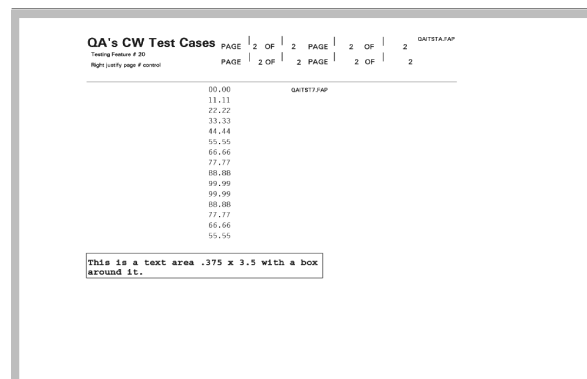 QA's CW Test Cases PAGE 2 OF 2 PAGE 2 OF 2 QAITSTA.FAP
Testing Feature # 20
Right justify page # control PAGE 2 OF 2 PAGE 2 OF 2
00.00 QAITST7.FAP
11.11
22.22
33.33
44.44
55.55
66.66
77.77
88.88
99.99
99.99
88.88
77.77
66.66
55.55
This is a text area .375 x 3.5 with a box
around it.